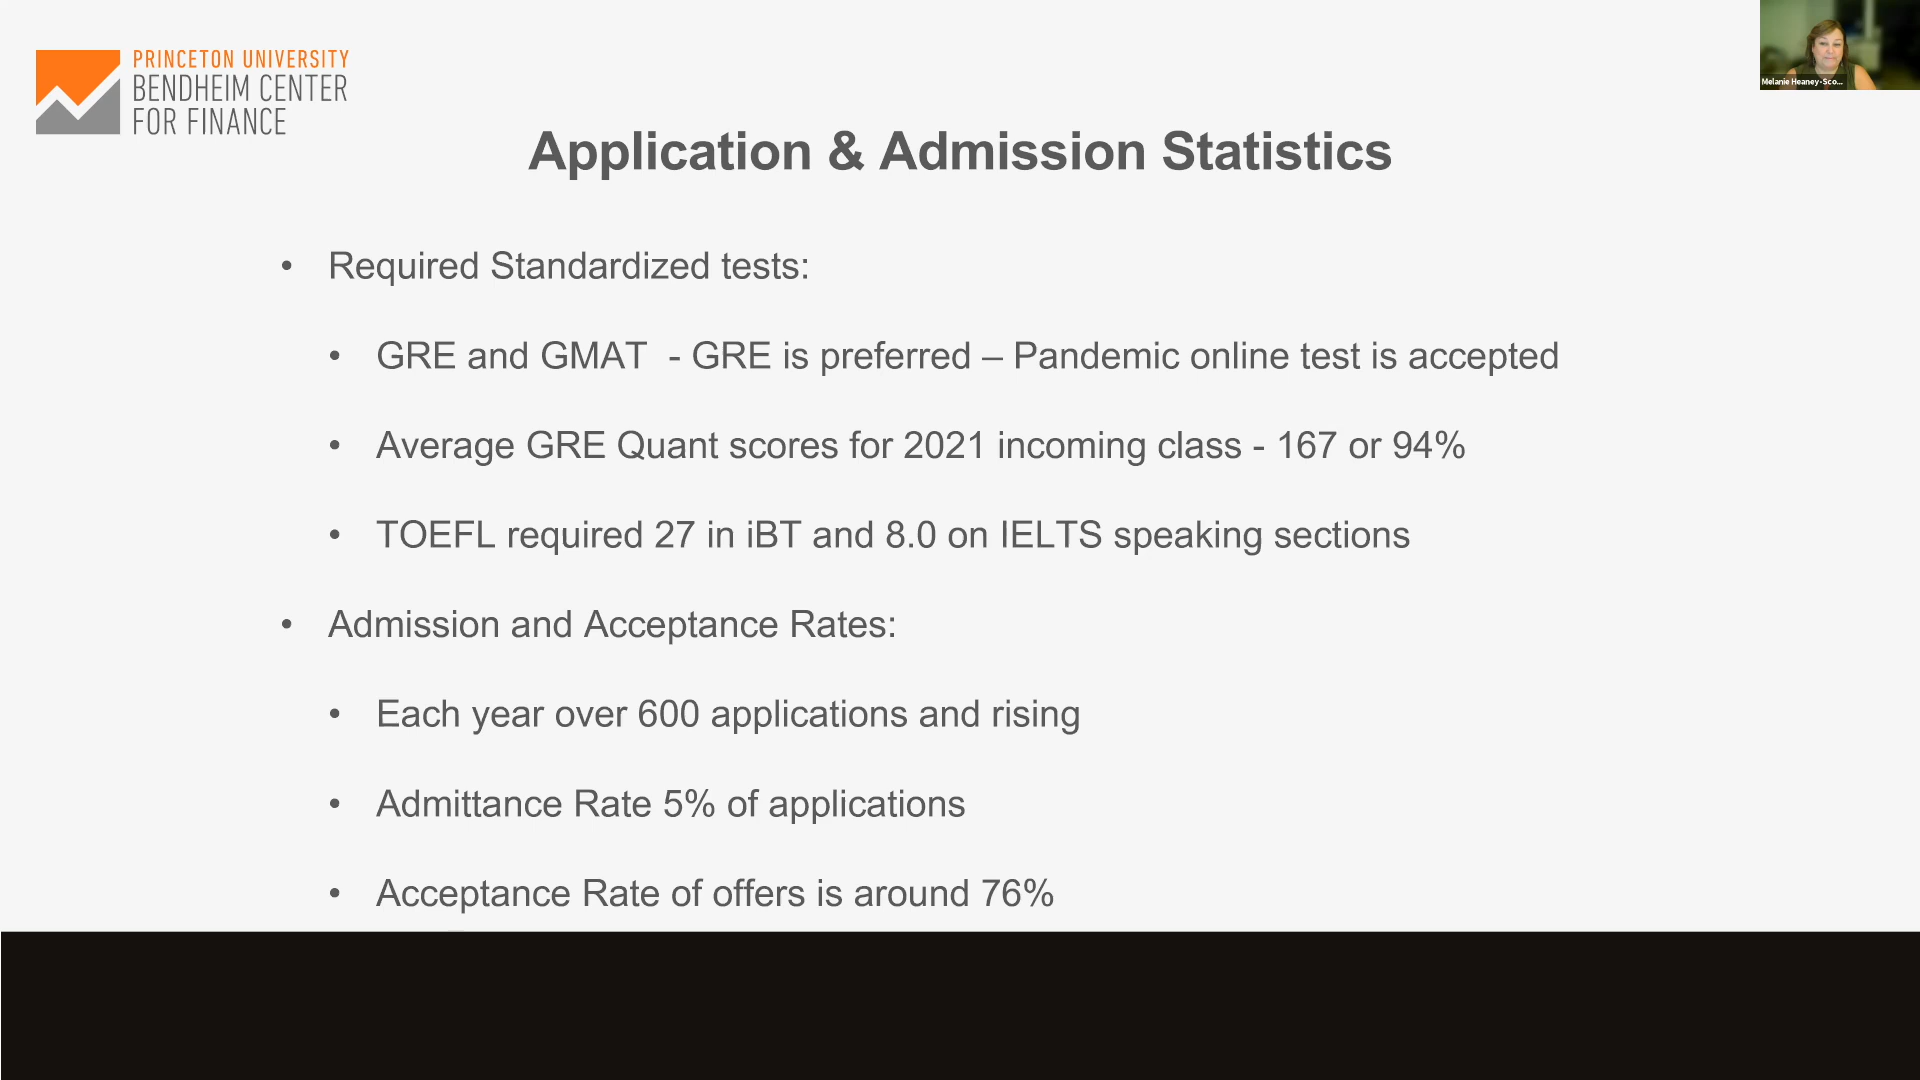 PRINCETON UNIVERSITY
BENDHEIM CENTER
FOR FINANCE
Melanie Heaney-Sco...
Application & Admission Statistics
• Required Standardized tests:
• GRE and GMAT  - GRE is preferred – Pandemic online test is accepted
• Average GRE Quant scores for 2021 incoming class - 167 or 94%
• TOEFL required 27 in iBT and 8.0 on IELTS speaking sections
• Admission and Acceptance Rates:
• Each year over 600 applications and rising
• Admittance Rate 5% of applications
• Acceptance Rate of offers is around 76%